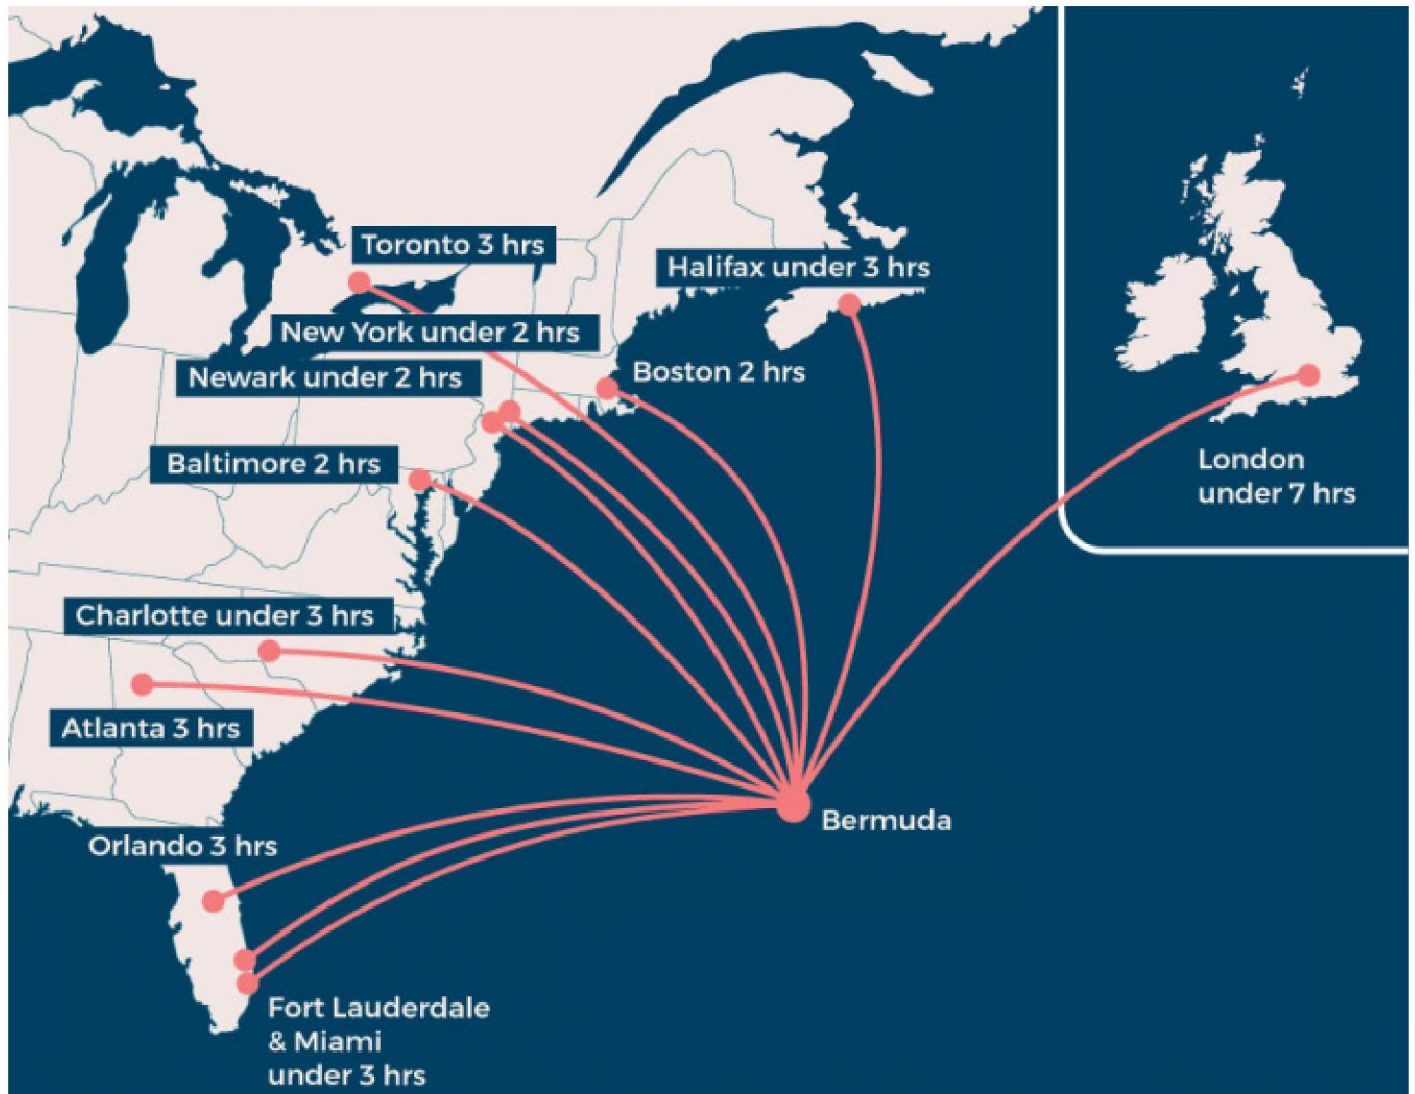 Toronto 3 hrs
Halifax under 3 hrs
New York under 2 hrs
Newark under 2 hrs
Boston 2 hrs
Baltimore 2 hrs
London
under 7 hrs
Charlotte under 3 hrs
Atlanta 3 hrs
Bermuda
Orlando 3 hrs
Fort Lauderdale
& Miami
under 3 hrs